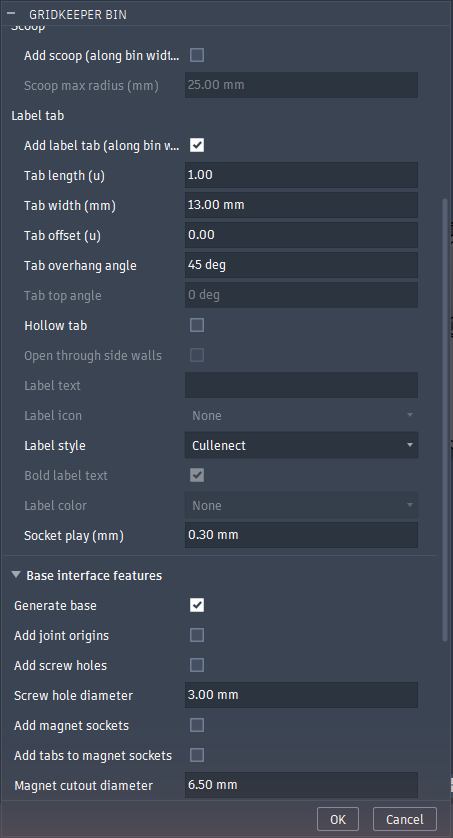 GRIDKEEPER BIN
Scoop
Add scoop (along bin widt...
Scoop max radius (mm) 25.00 mm
Label tab
Add label tab (along bin w...
Tab length (u) 1.00
Tab width (mm) 13.00 mm
Tab offset (u) 0.00
Tab overhang angle 45 deg
Tab top angle 0 deg
Hollow tab
Open through side walls
Label text
Label icon None
Label style Cullenect
Bold label text
Label color None
Socket play (mm) 0.30 mm
Base interface features
Generate base
Add joint origins
Add screw holes
Screw hole diameter 3.00 mm
Add magnet sockets
Add tabs to magnet sockets
Magnet cutout diameter 6.50 mm
OK Cancel